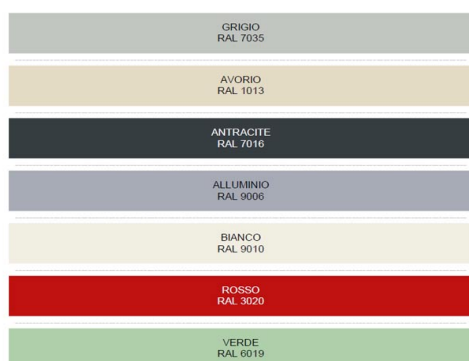 GRIGIO
RAL 7035
AVORIO
RAL 1013
ANTRACITE
RAL 7016
ALLUMINIO
RAL 9006
BIANCO
RAL 9010
ROSSO
RAL 3020
VERDE
RAL 6019